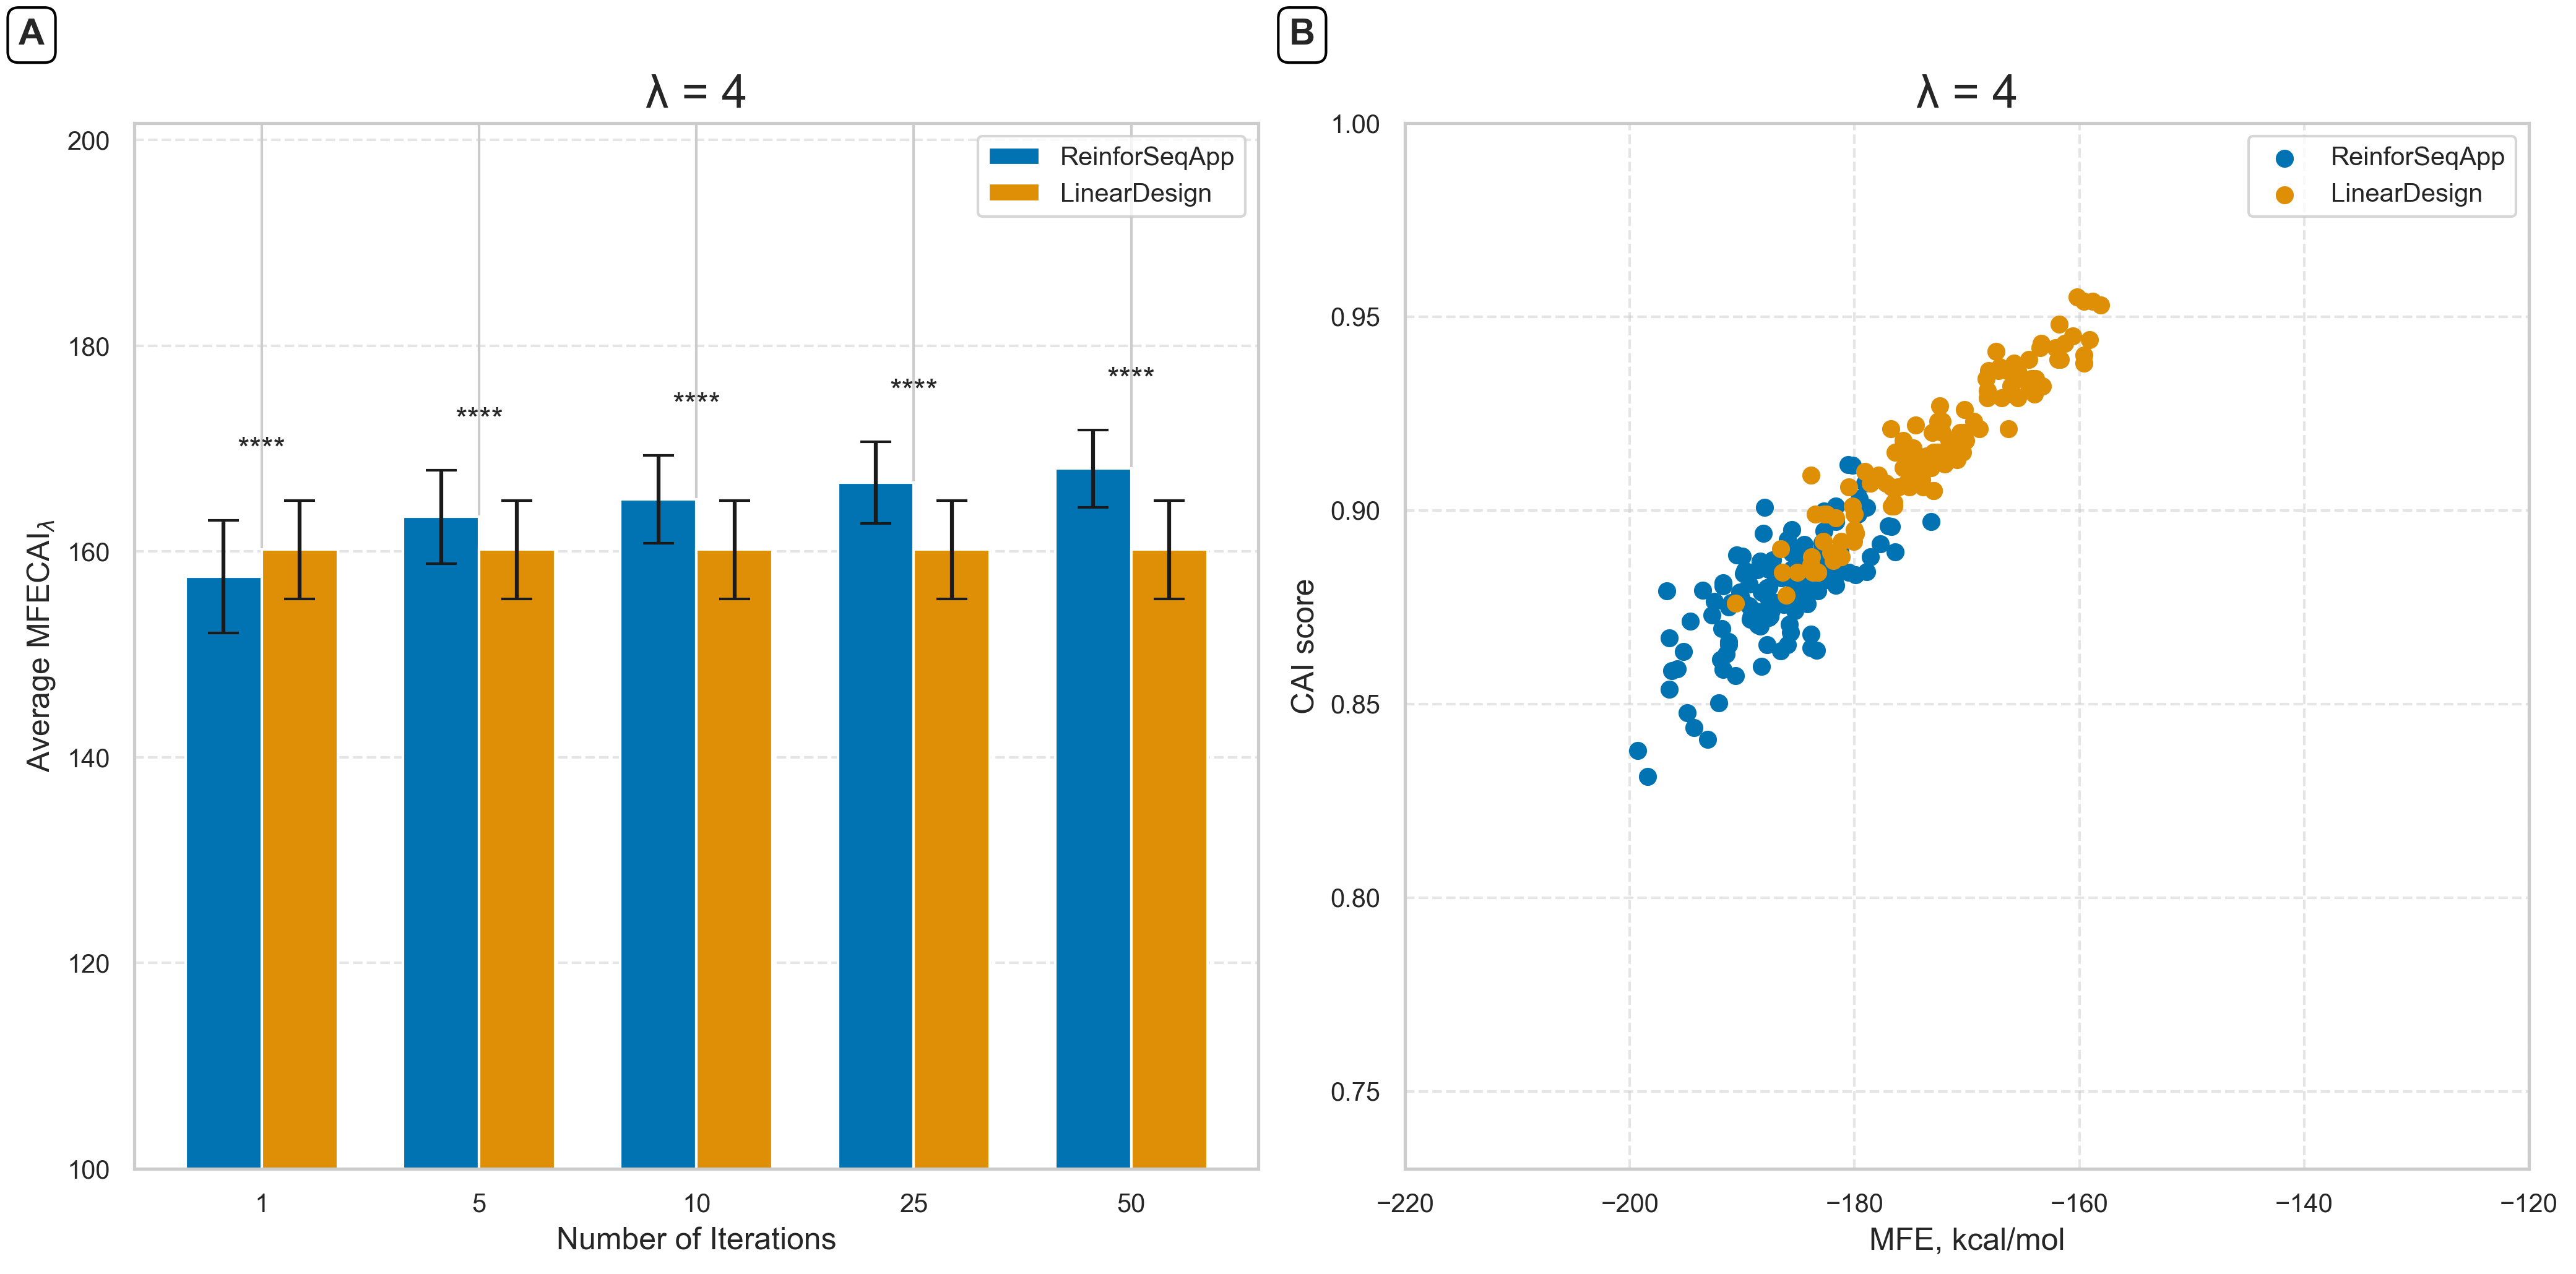 A
λ = 4
200
180
160
140
120
100
Average MFECAIλ
ReinforSeqApp
LinearDesign
****
****
****
****
****
1 5 10 25 50
Number of Iterations
B
λ = 4
1.00
0.95
0.90
0.85
0.80
0.75
CAI score
ReinforSeqApp
LinearDesign
−220 −200 −180 −160 −140 −120
MFE, kcal/mol